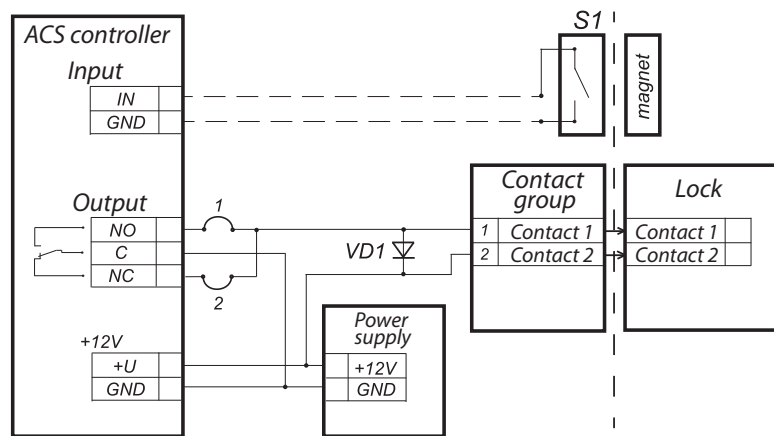 ACS controller
Input
IN
GND
Output
NO
C
NC
+12V
+U
GND
1
2
VD1
Power
supply
+12V
GND
S1
magnet
Contact
group
1 Contact 1
2 Contact 2
Lock
Contact 1
Contact 2